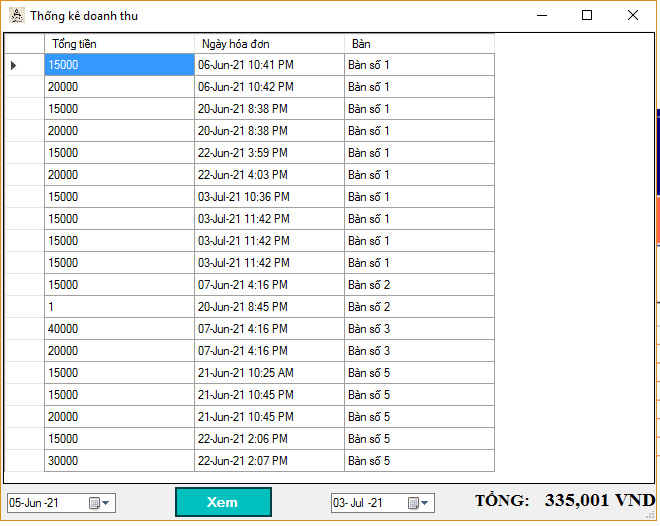 Thống kê doanh thu
Tổng tiền Ngày hóa đơn Bàn
15000 06-Jun-21 10:41 PM Bàn số 1
20000 06-Jun-21 10:42 PM Bàn số 1
15000 20-Jun-21 8:38 PM Bàn số 1
20000 20-Jun-21 8:38 PM Bàn số 1
15000 22-Jun-21 3:59 PM Bàn số 1
20000 22-Jun-21 4:03 PM Bàn số 1
15000 03-Jul-21 10:36 PM Bàn số 1
15000 03-Jul-21 11:42 PM Bàn số 1
15000 03-Jul-21 11:42 PM Bàn số 1
15000 03-Jul-21 11:42 PM Bàn số 1
15000 07-Jun-21 4:16 PM Bàn số 2
1 20-Jun-21 8:45 PM Bàn số 2
40000 07-Jun-21 4:16 PM Bàn số 3
20000 07-Jun-21 4:16 PM Bàn số 3
15000 21-Jun-21 10:25 AM Bàn số 5
15000 21-Jun-21 10:45 PM Bàn số 5
20000 21-Jun-21 10:45 PM Bàn số 5
15000 22-Jun-21 2:06 PM Bàn số 5
30000 22-Jun-21 2:07 PM Bàn số 5
05-Jun -21 Xem 03- Jul -21 TỔNG: 335,001 VND